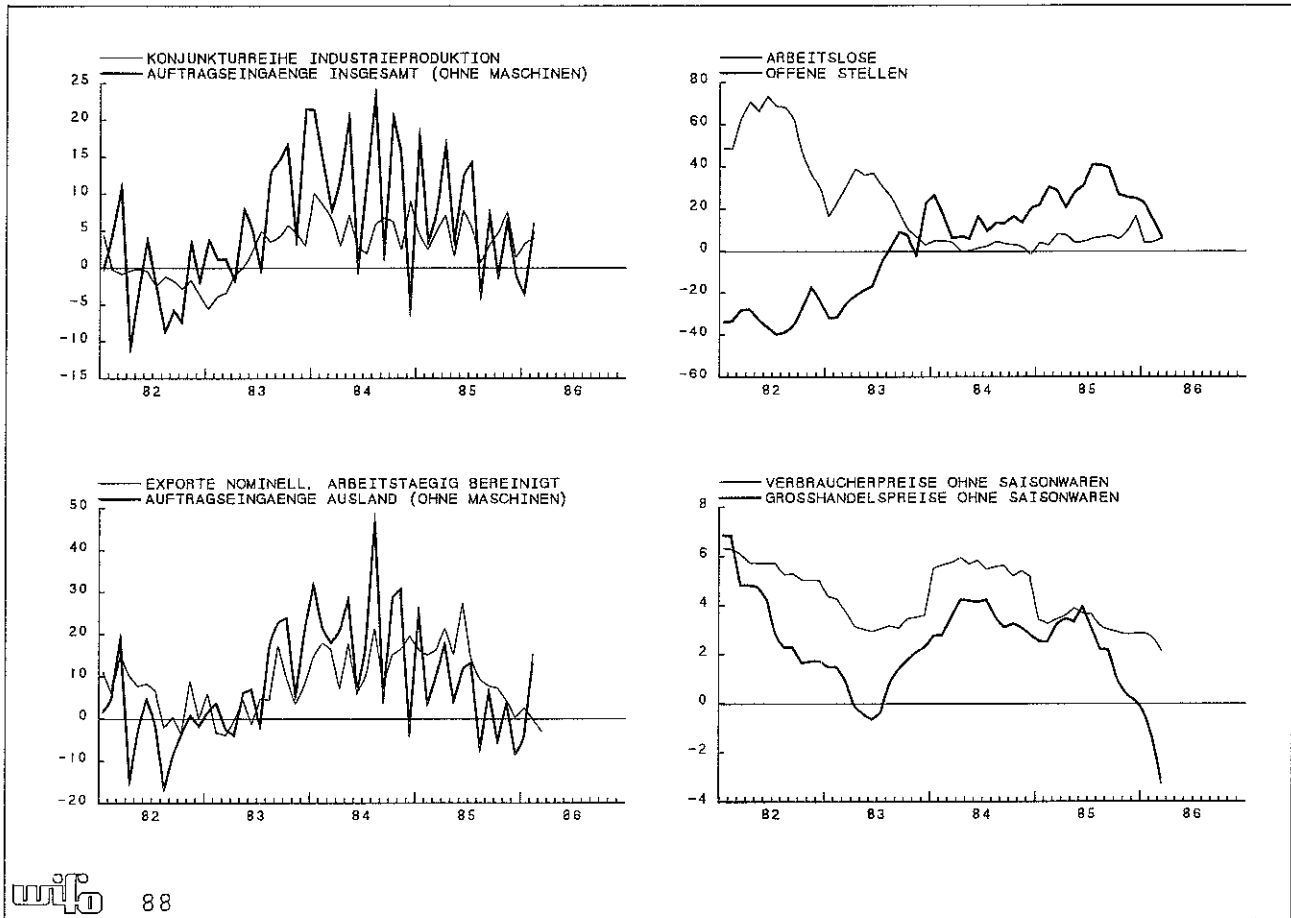 KONJUNKTURREIHE INDUSTRIEPRODUKTION
AUFTRAGSEINGAENGE INSGESAMT (OHNE MASCHINEN)
25
20
15
10
5
0
-5
-10
-15
82 83 84 85 86
ARBEITSLOSE
OFFENE STELLEN
80
60
40
20
0
-20
-40
-60
82 83 84 85 86
EXPORTE NOMINELL, ARBEITSTAEGIG BEREINIGT
AUFTRAGSEINGAENGE AUSLAND (OHNE MASCHINEN)
50
40
30
20
10
0
-10
-20
82 83 84 85 86
VERBRAUCHERPREISE OHNE SAISONWAREN
GROSSHANDELSPREISE OHNE SAISONWAREN
8
6
4
2
0
-2
-4
82 83 84 85 86
wifo 88